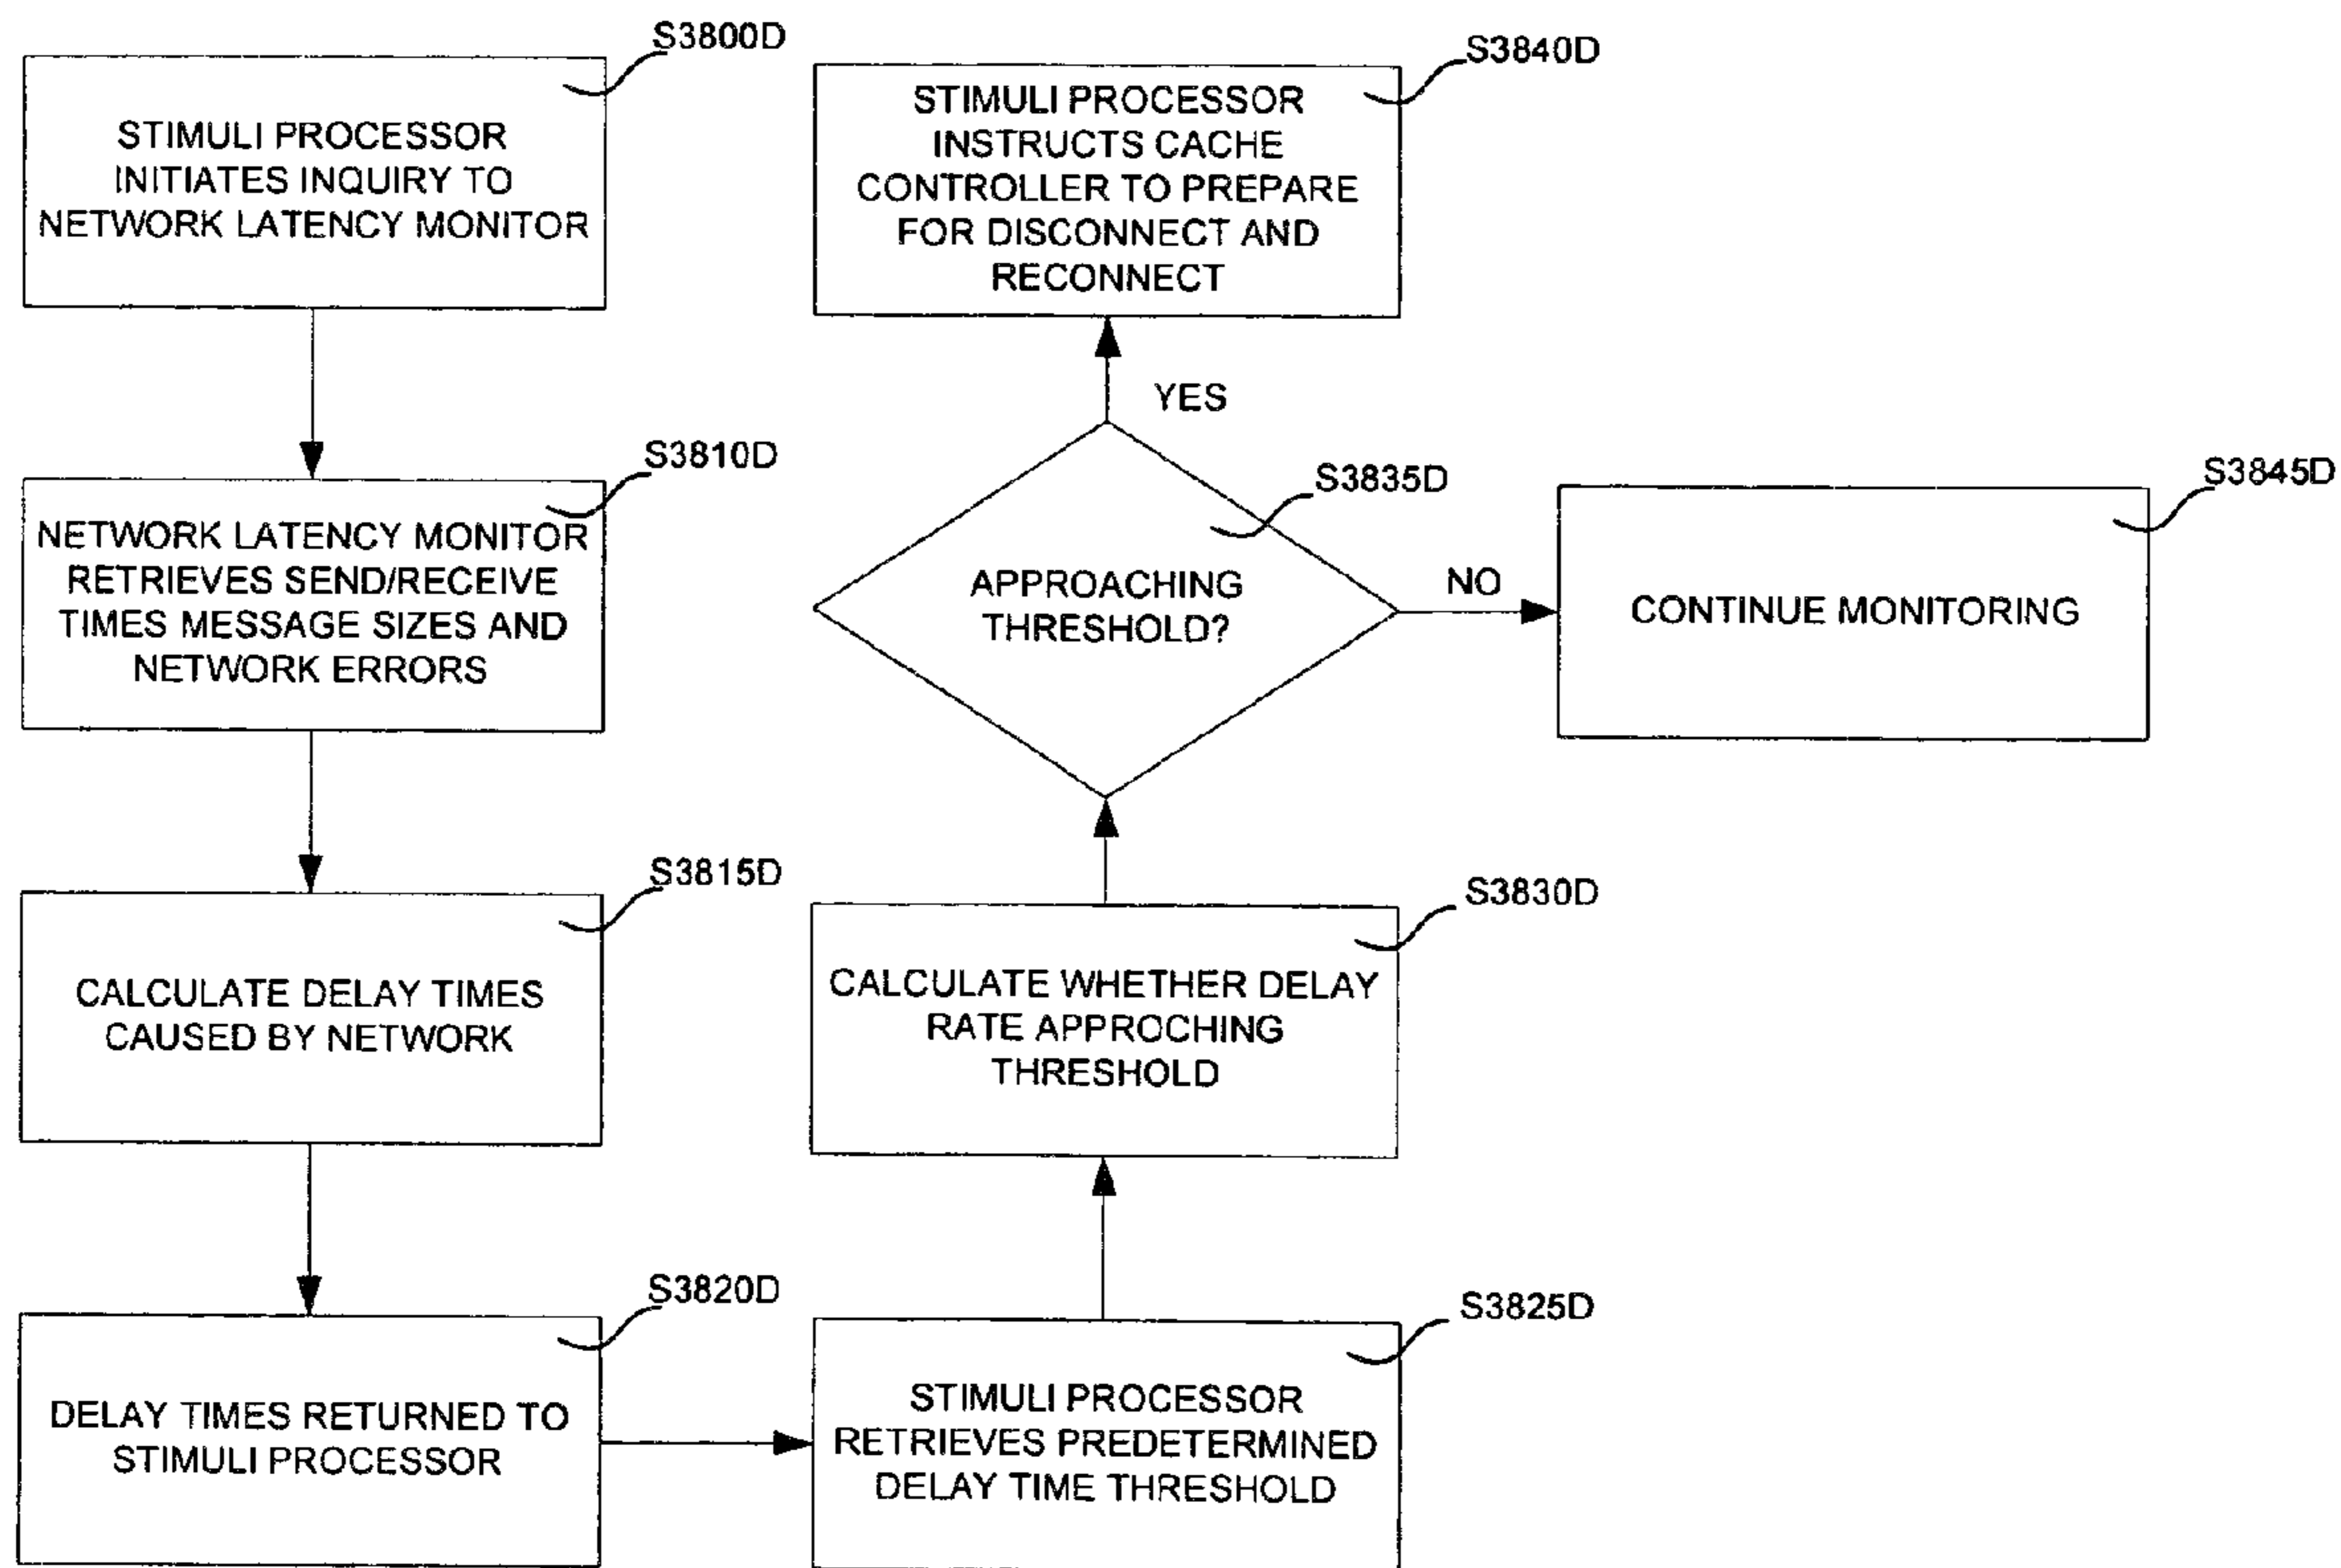 S3800D
STIMULI PROCESSOR
INITIATES INQUIRY TO
NETWORK LATENCY MONITOR
S3810D
NETWORK LATENCY MONITOR
RETRIEVES SEND/RECEIVE
TIMES MESSAGE SIZES AND
NETWORK ERRORS
S3815D
CALCULATE DELAY TIMES
CAUSED BY NETWORK
S3820D
DELAY TIMES RETURNED TO
STIMULI PROCESSOR
S3825D
STIMULI PROCESSOR
RETRIEVES PREDETERMINED
DELAY TIME THRESHOLD
S3830D
CALCULATE WHETHER DELAY
RATE APPROCHING
THRESHOLD
S3835D
APPROACHING
THRESHOLD?
YES
S3840D
STIMULI PROCESSOR
INSTRUCTS CACHE
CONTROLLER TO PREPARE
FOR DISCONNECT AND
RECONNECT
NO
S3845D
CONTINUE MONITORING